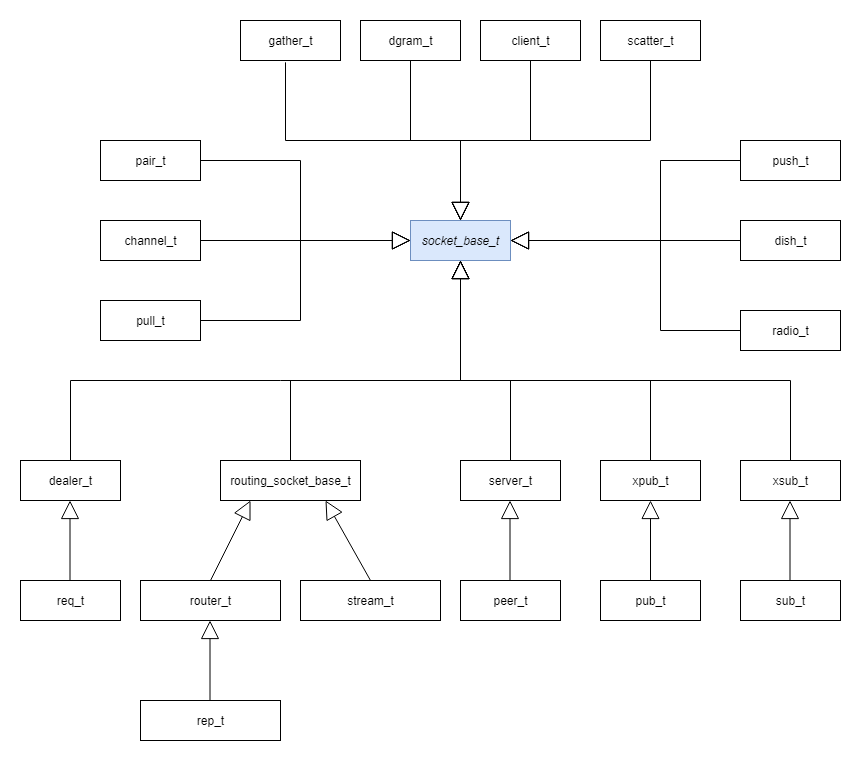 gather_t
dgram_t
client_t
scatter_t
pair_t
push_t
channel_t
socket_base_t
dish_t
pull_t
radio_t
dealer_t
routing_socket_base_t
server_t
xpub_t
xsub_t
req_t
router_t
stream_t
peer_t
pub_t
sub_t
rep_t